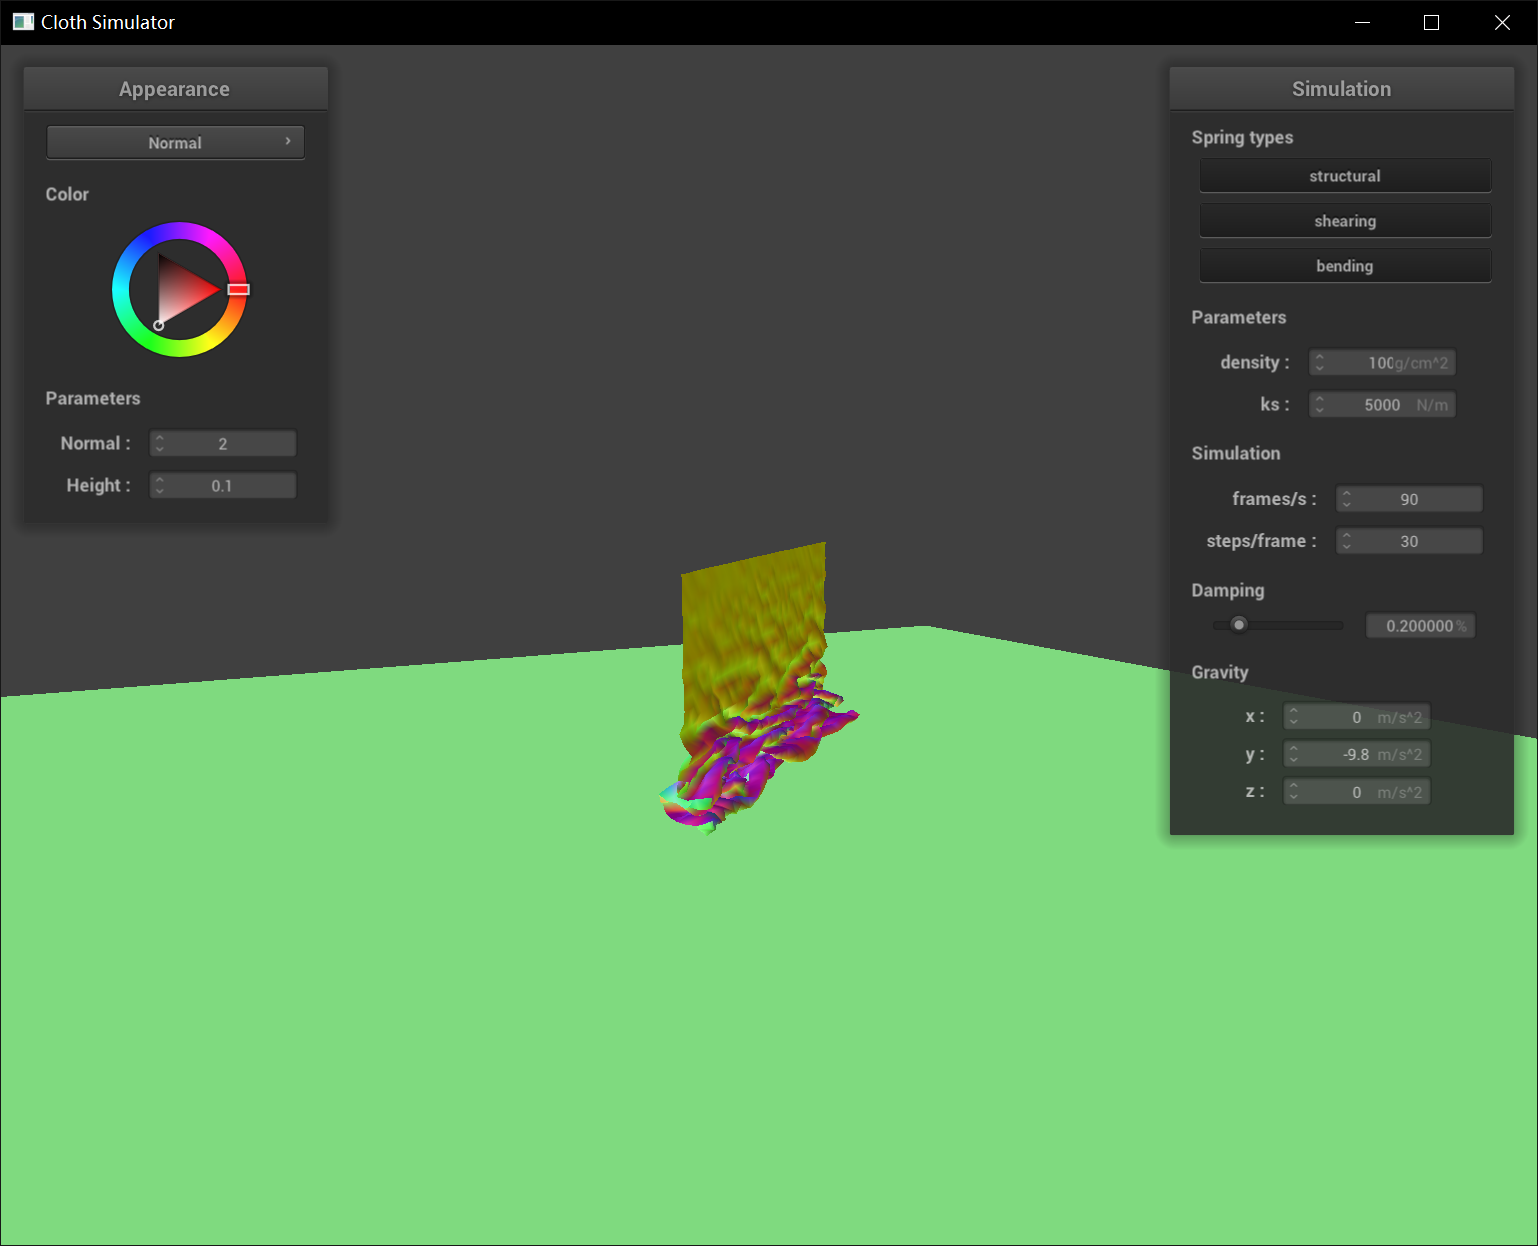 Cloth Simulator
Appearance
Normal
Color
Parameters
Normal : 2
Height : 0.1
Simulation
Spring types
structural
shearing
bending
Parameters
density : 100g/cm^2
ks : 5000 N/m
Simulation
frames/s : 90
steps/frame : 30
Damping
0.200000 %
Gravity
x : 0 m/s^2
y : -9.8 m/s^2
z : 0 m/s^2